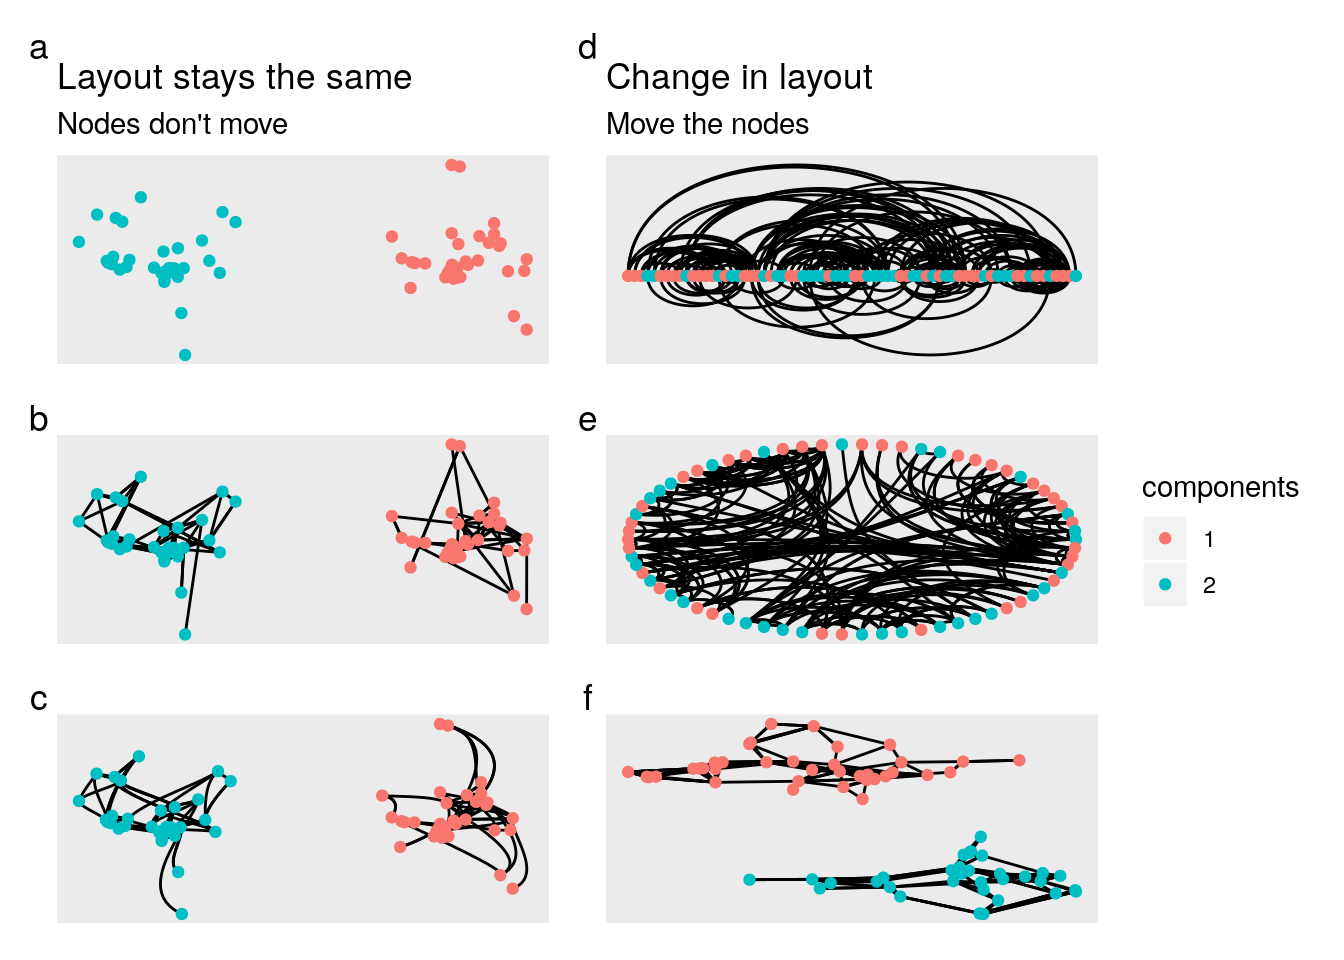 a
Layout stays the same
Nodes don't move
b
c
d
Change in layout
Move the nodes
e
f
components
1
2